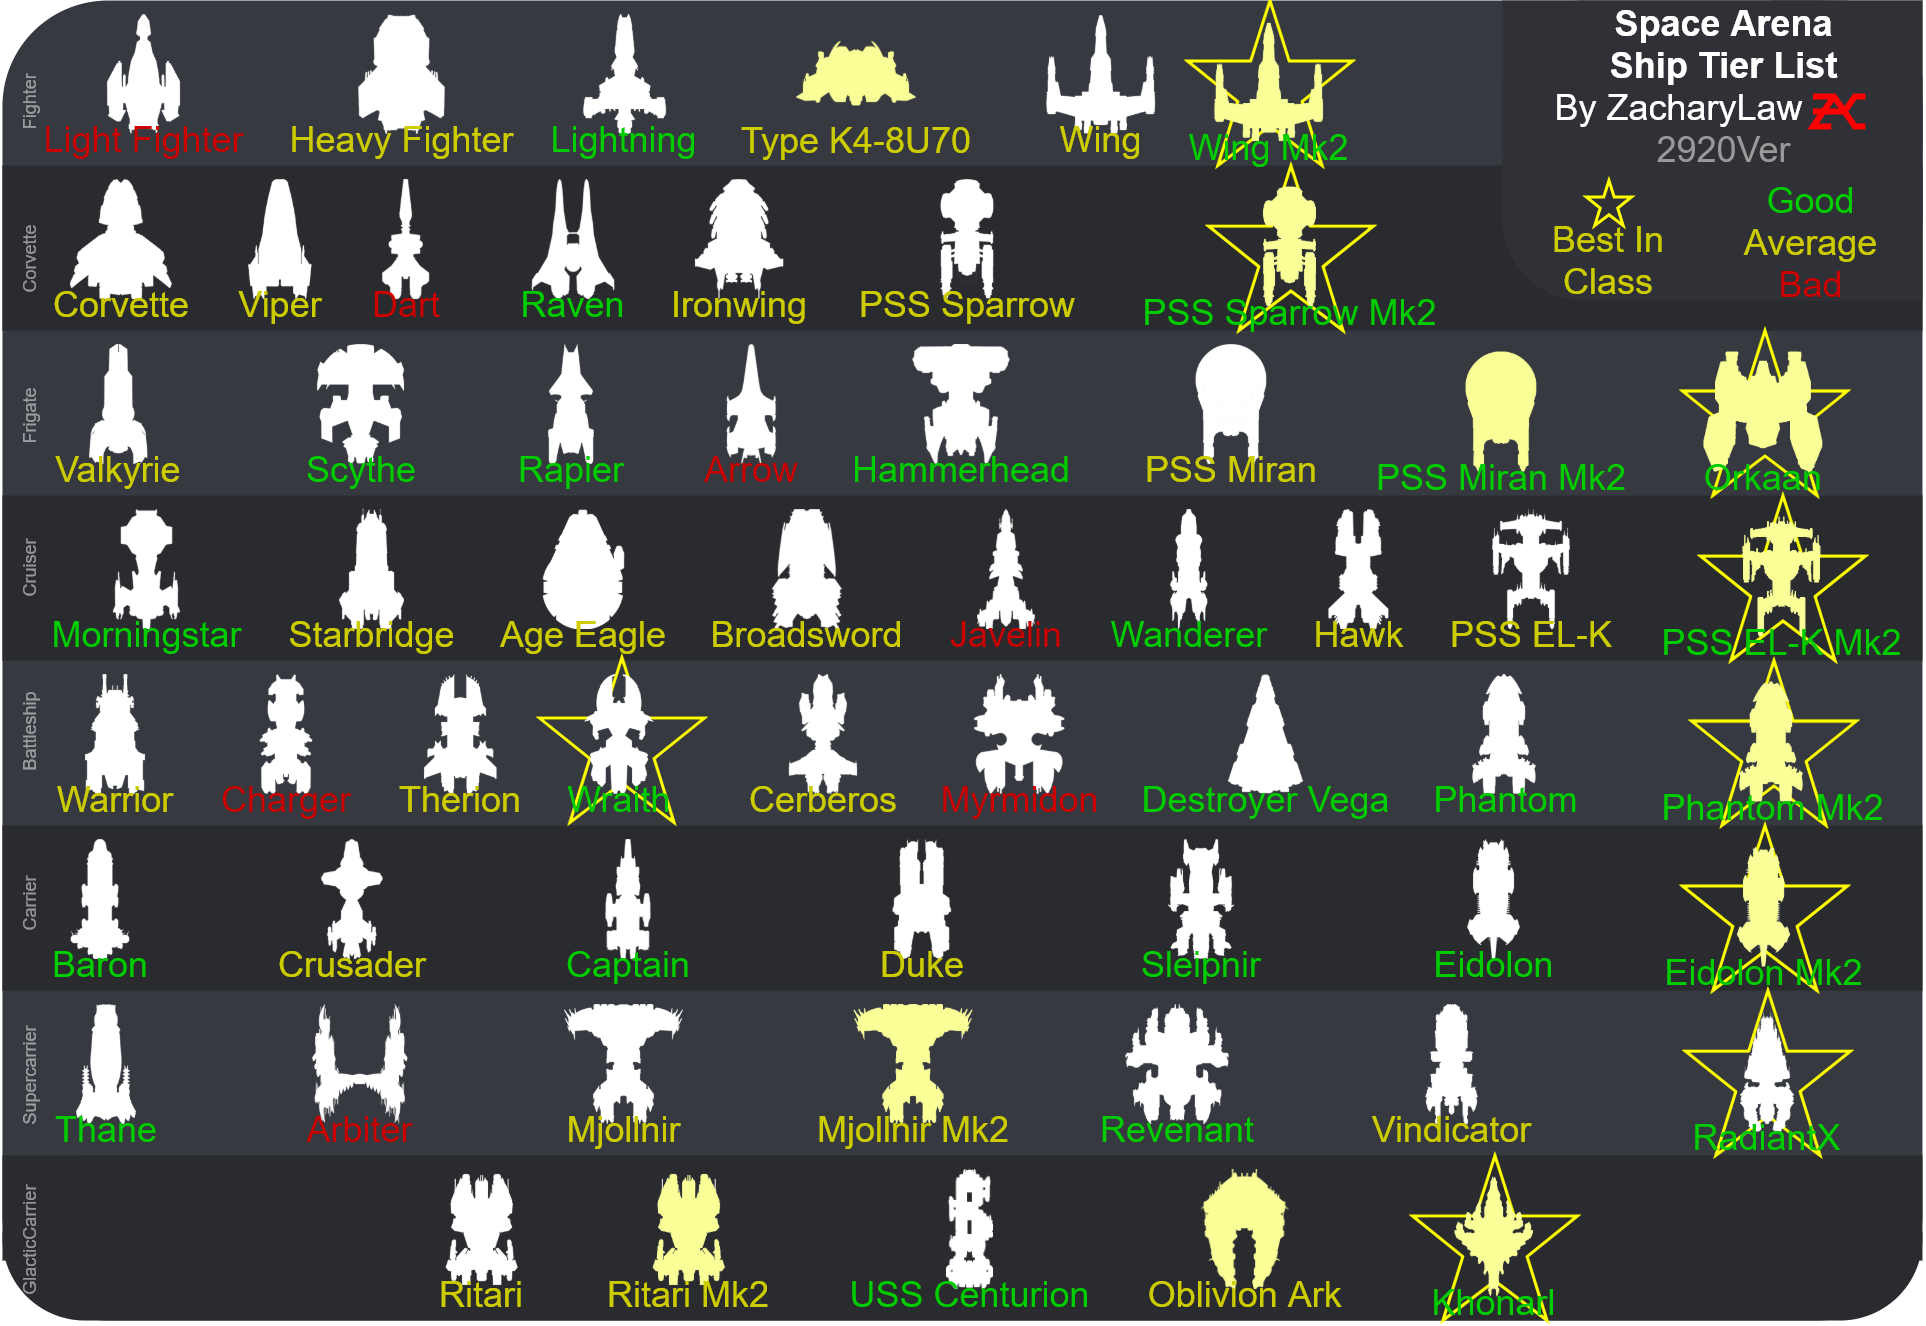 Space Arena
Ship Tier List
By ZacharyLaw ZX
2920Ver
Best In
Class
Good
Average
Bad
Fighter
Light Fighter
Heavy Fighter
Lightning
Type K4-8U70
Wing
Wing Mk2
Corvette
Corvette
Viper
Dart
Raven
Ironwing
PSS Sparrow
PSS Sparrow Mk2
Frigate
Valkyrie
Scythe
Rapier
Arrow
Hammerhead
PSS Miran
PSS Miran Mk2
Orkaan
Cruiser
Morningstar
Starbridge
Age Eagle
Broadsword
Javelin
Wanderer
Hawk
PSS EL-K
PSS EL-K Mk2
Battleship
Warrior
Charger
Therion
Wraith
Cerberos
Myrmidon
Destroyer Vega
Phantom
Phantom Mk2
Carrier
Baron
Crusader
Captain
Duke
Sleipnir
Eidolon
Eidolon Mk2
Supercarrier
Thane
Arbiter
Mjollnir
Mjollnir Mk2
Revenant
Vindicator
RadiantX
GlacticCarrier
Ritari
Ritari Mk2
USS Centurion
Oblivion Ark
Khonarl